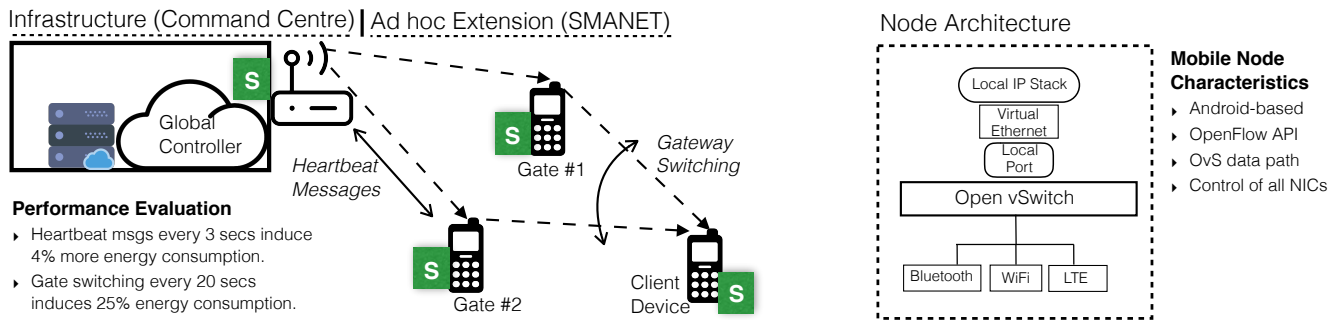 Infrastructure (Command Centre) | Ad hoc Extension (SMANET)
S
Global
Controller
Heartbeat
Messages
S
Gate #1
Gateway
Switching
S
Gate #2
Client
Device
S
Performance Evaluation
‣ Heartbeat msgs every 3 secs induce
4% more energy consumption.
‣ Gate switching every 20 secs
induces 25% energy consumption.
Node Architecture
Local IP Stack
Virtual
Ethernet
Local
Port
Open vSwitch
Bluetooth
WiFi
LTE
Mobile Node
Characteristics
‣ Android-based
‣ OpenFlow API
‣ OvS data path
‣ Control of all NICs